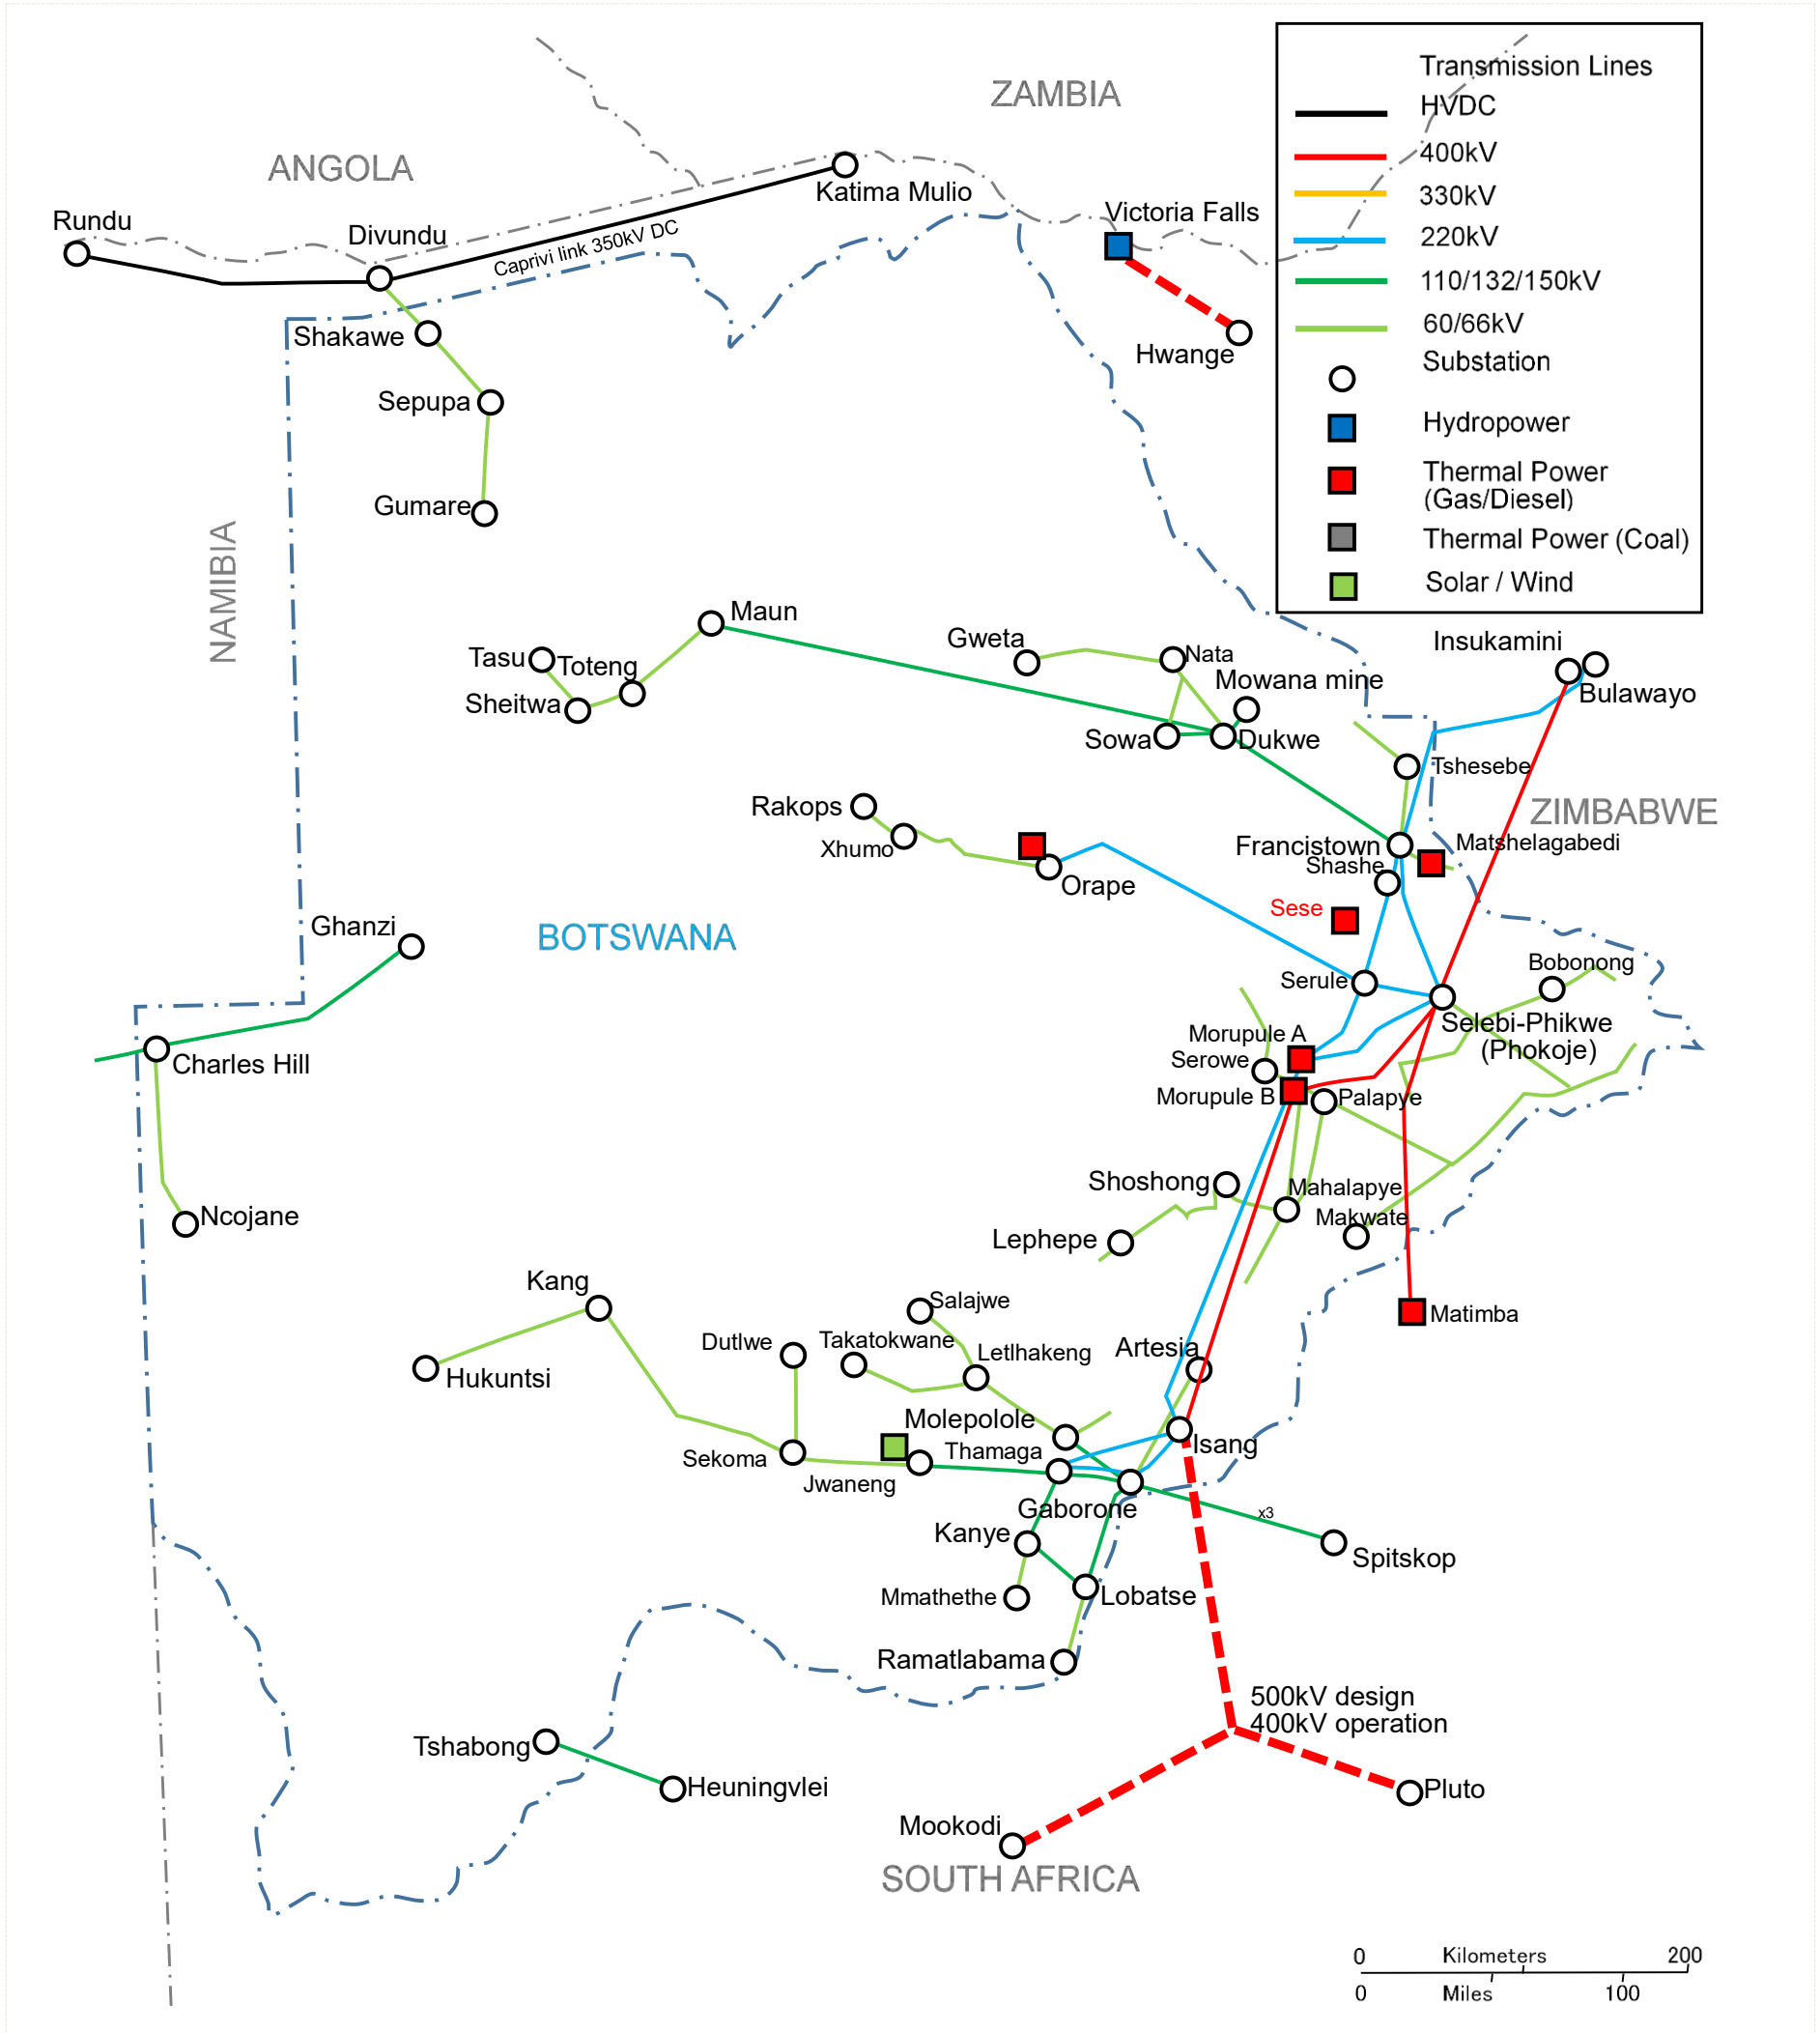 Transmission Lines
HVDC
400kV
330kV
220kV
110/132/150kV
60/66kV
Substation
Hydropower
Thermal Power
(Gas/Diesel)
Thermal Power (Coal)
Solar / Wind
ZAMBIA
ANGOLA
Katima Mulio
Rundu
Divundu
Caprivi link 350kV DC
Victoria Falls
Hwange
Shakawe
Sepupa
Gumare
NAMIBIA
Maun
Tasu
Toteng
Sheitwa
Gweta
Nata
Mowana mine
Sowa
Dukwe
Insukamini
Bulawayo
Tshesebe
ZIMBABWE
Rakops
Xhumo
Orape
Francistown
Shashe
Matshelagabedi
Sese
Ghanzi
BOTSWANA
Serule
Bobonong
Selebi-Phikwe
(Phokoje)
Morupule A
Serowe
Morupule B
Palapye
Charles Hill
Ncojane
Shoshong
Mahalapye
Makwate
Lephepe
Kang
Hukuntsi
Salajwe
Dutlwe
Takatokwane
Letlhakeng
Artesia
Matimba
Molepolole
Isang
Sekoma
Thamaga
Jwaneng
Gaborone
x3
Kanye
Spitskop
Mmathethe
Lobatse
Ramatlabama
500kV design
400kV operation
Tshabong
Heuningvlei
Pluto
Mookodi
SOUTH AFRICA
0 Kilometers 200
0 Miles 100